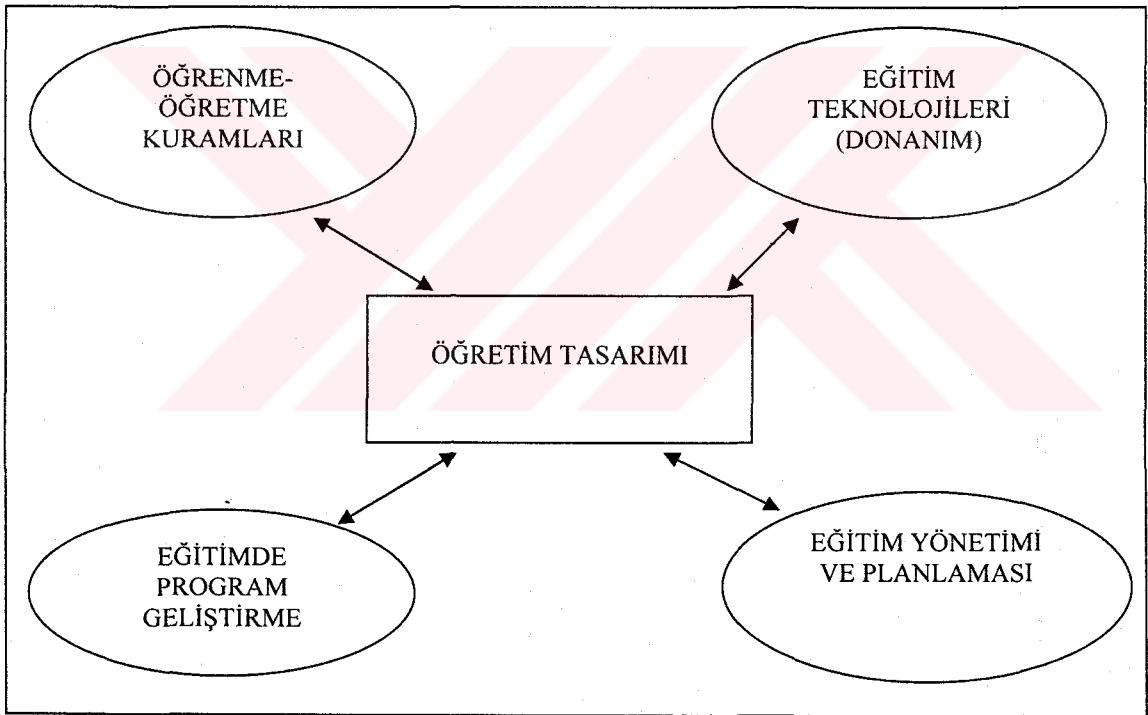 ÖĞRENME-
ÖĞRETME
KURAMLARI
EĞİTİM
TEKNOLOJİLERİ
(DONANIM)
ÖĞRETİM TASARIMI
EĞİTİMDE
PROGRAM
GELİŞTİRME
EĞİTİM YÖNETİMİ
VE PLANLAMASI